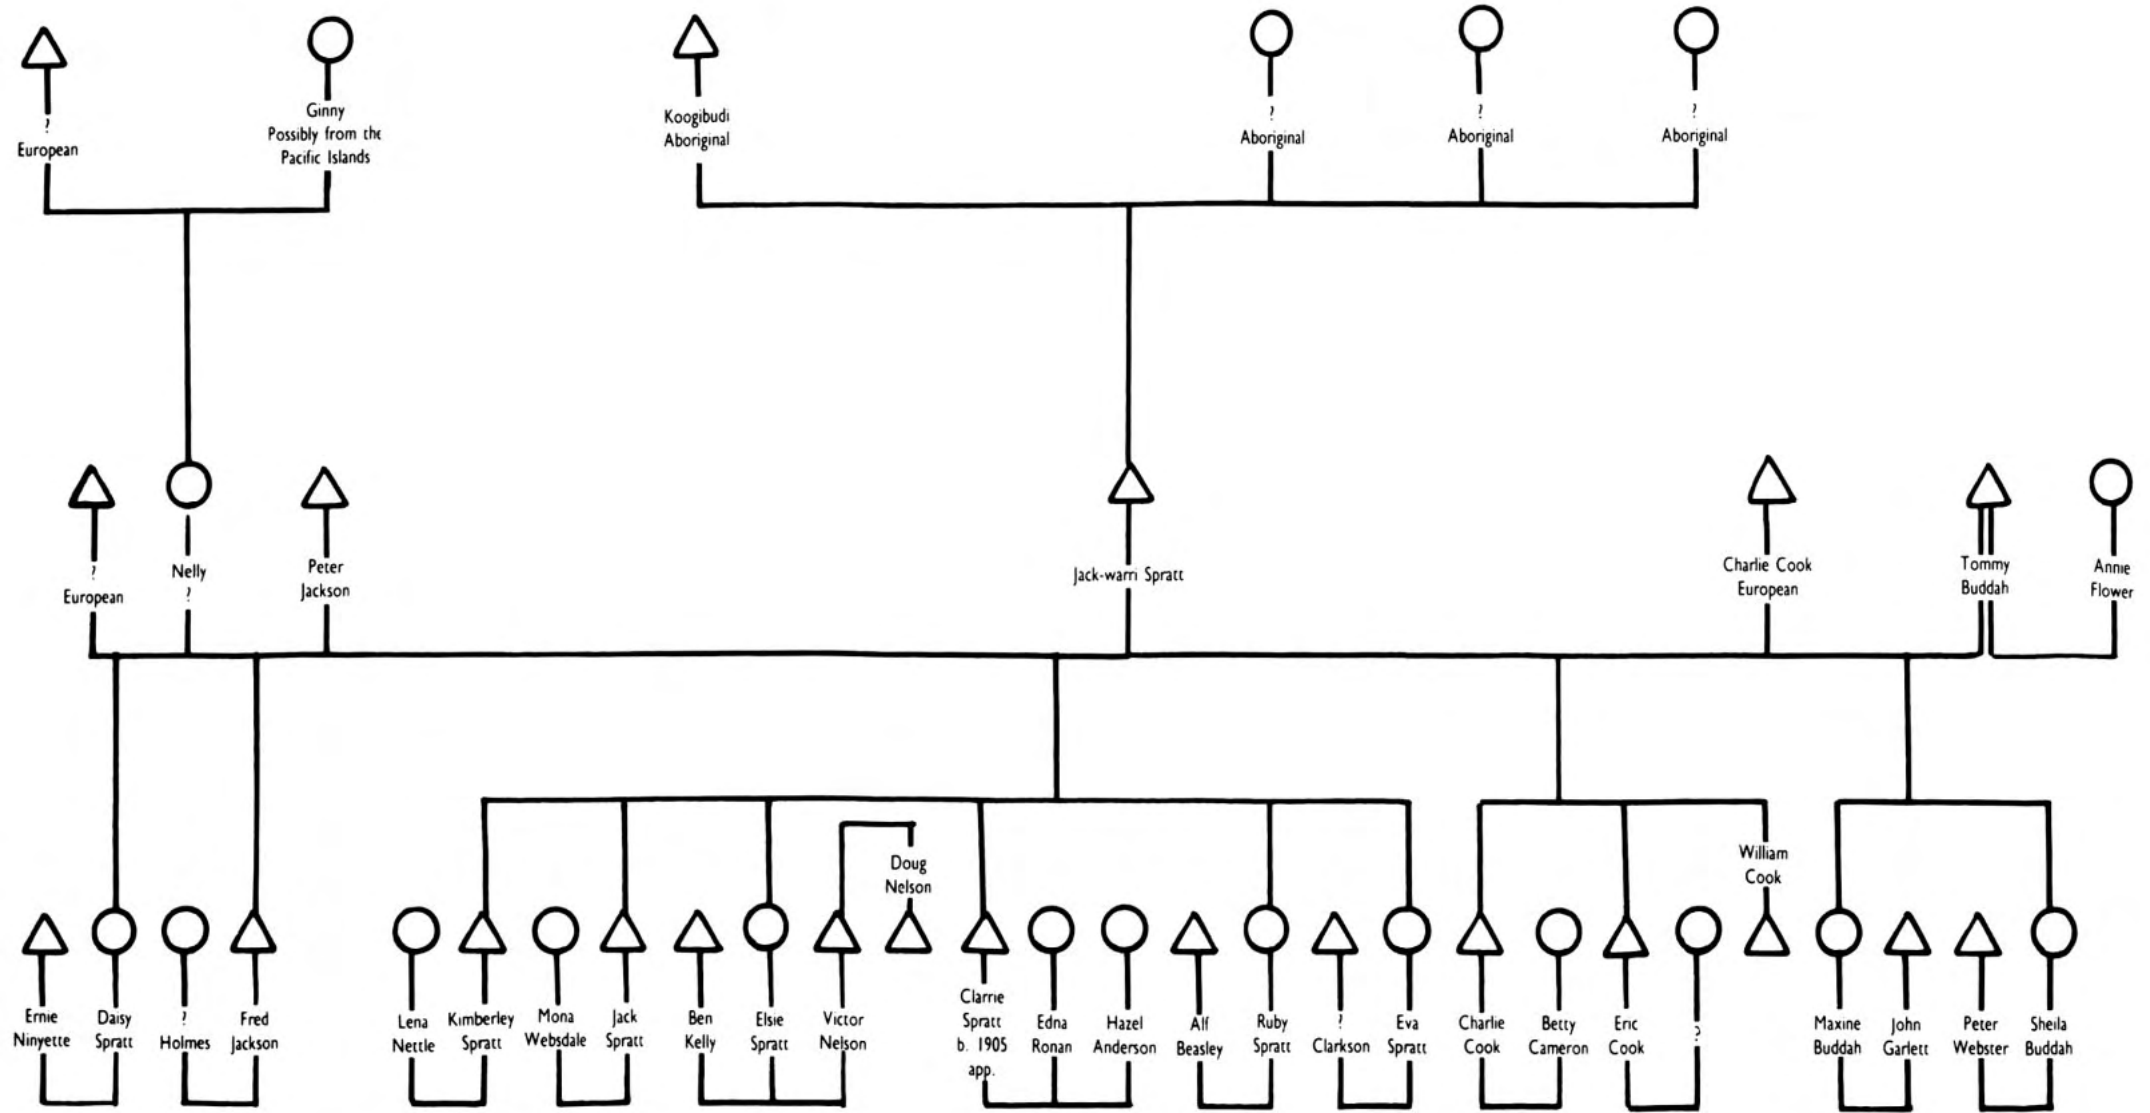 ?
European
Ginny
Possibly from the
Pacific Islands
Koogibudi
Aboriginal
?
Aboriginal
?
Aboriginal
?
Aboriginal
?
European
Nelly
?
Peter
Jackson
Jack-warri Spratt
Charlie Cook
European
Tommy
Buddah
Annie
Flower
Doug
Nelson
William
Cook
Ernie
Ninyette
Daisy
Spratt
?
Holmes
Fred
Jackson
Lena
Nettle
Kimberley
Spratt
Mona
Websdale
Jack
Spratt
Ben
Kelly
Elsie
Spratt
Victor
Nelson
Clarrie
Spratt
b. 1905
app.
Edna
Ronan
Hazel
Anderson
Alf
Beasley
Ruby
Spratt
?
Clarkson
Eva
Spratt
Charlie
Cook
Betty
Cameron
Eric
Cook
?
Maxine
Buddah
John
Garlett
Peter
Webster
Sheila
Buddah